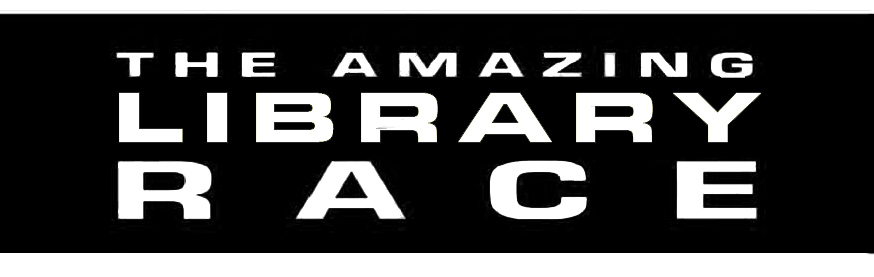 THE AMAZING
LIBRARY
RACE